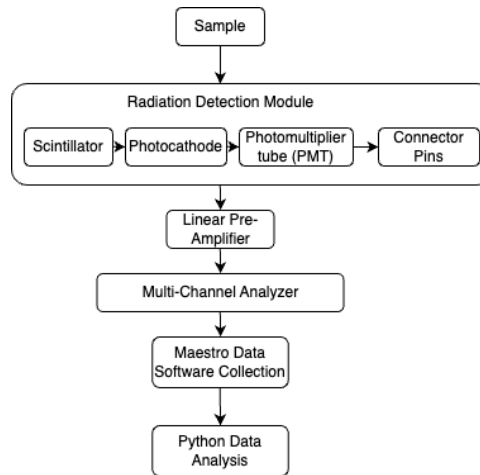 Sample
Radiation Detection Module
Scintillator
Photocathode
Photomultiplier
tube (PMT)
Connector
Pins
Linear Pre-
Amplifier
Multi-Channel Analyzer
Maestro Data
Software Collection
Python Data
Analysis